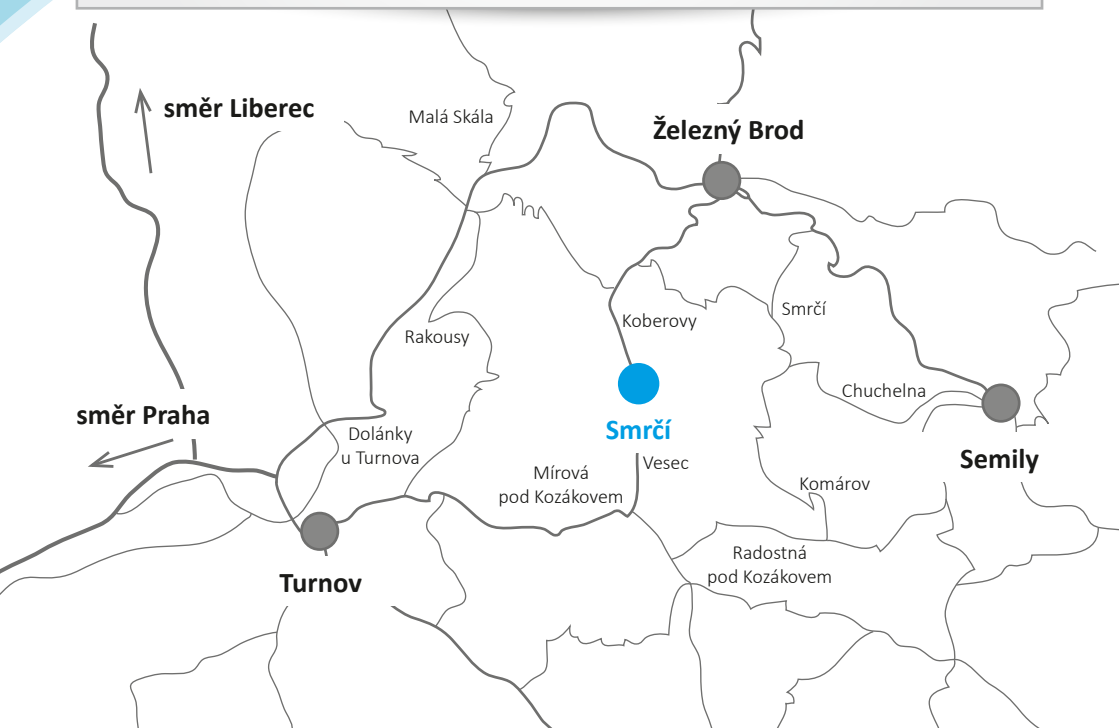 směr Liberec
Malá Skála
Železný Brod
Smrčí
Koberovy
Rakousy
Chuchelna
směr Praha
Smrčí
Dolánky
u Turnova
Semily
Vesec
Mírová
pod Kozákovem
Komárov
Radostná
pod Kozákovem
Turnov